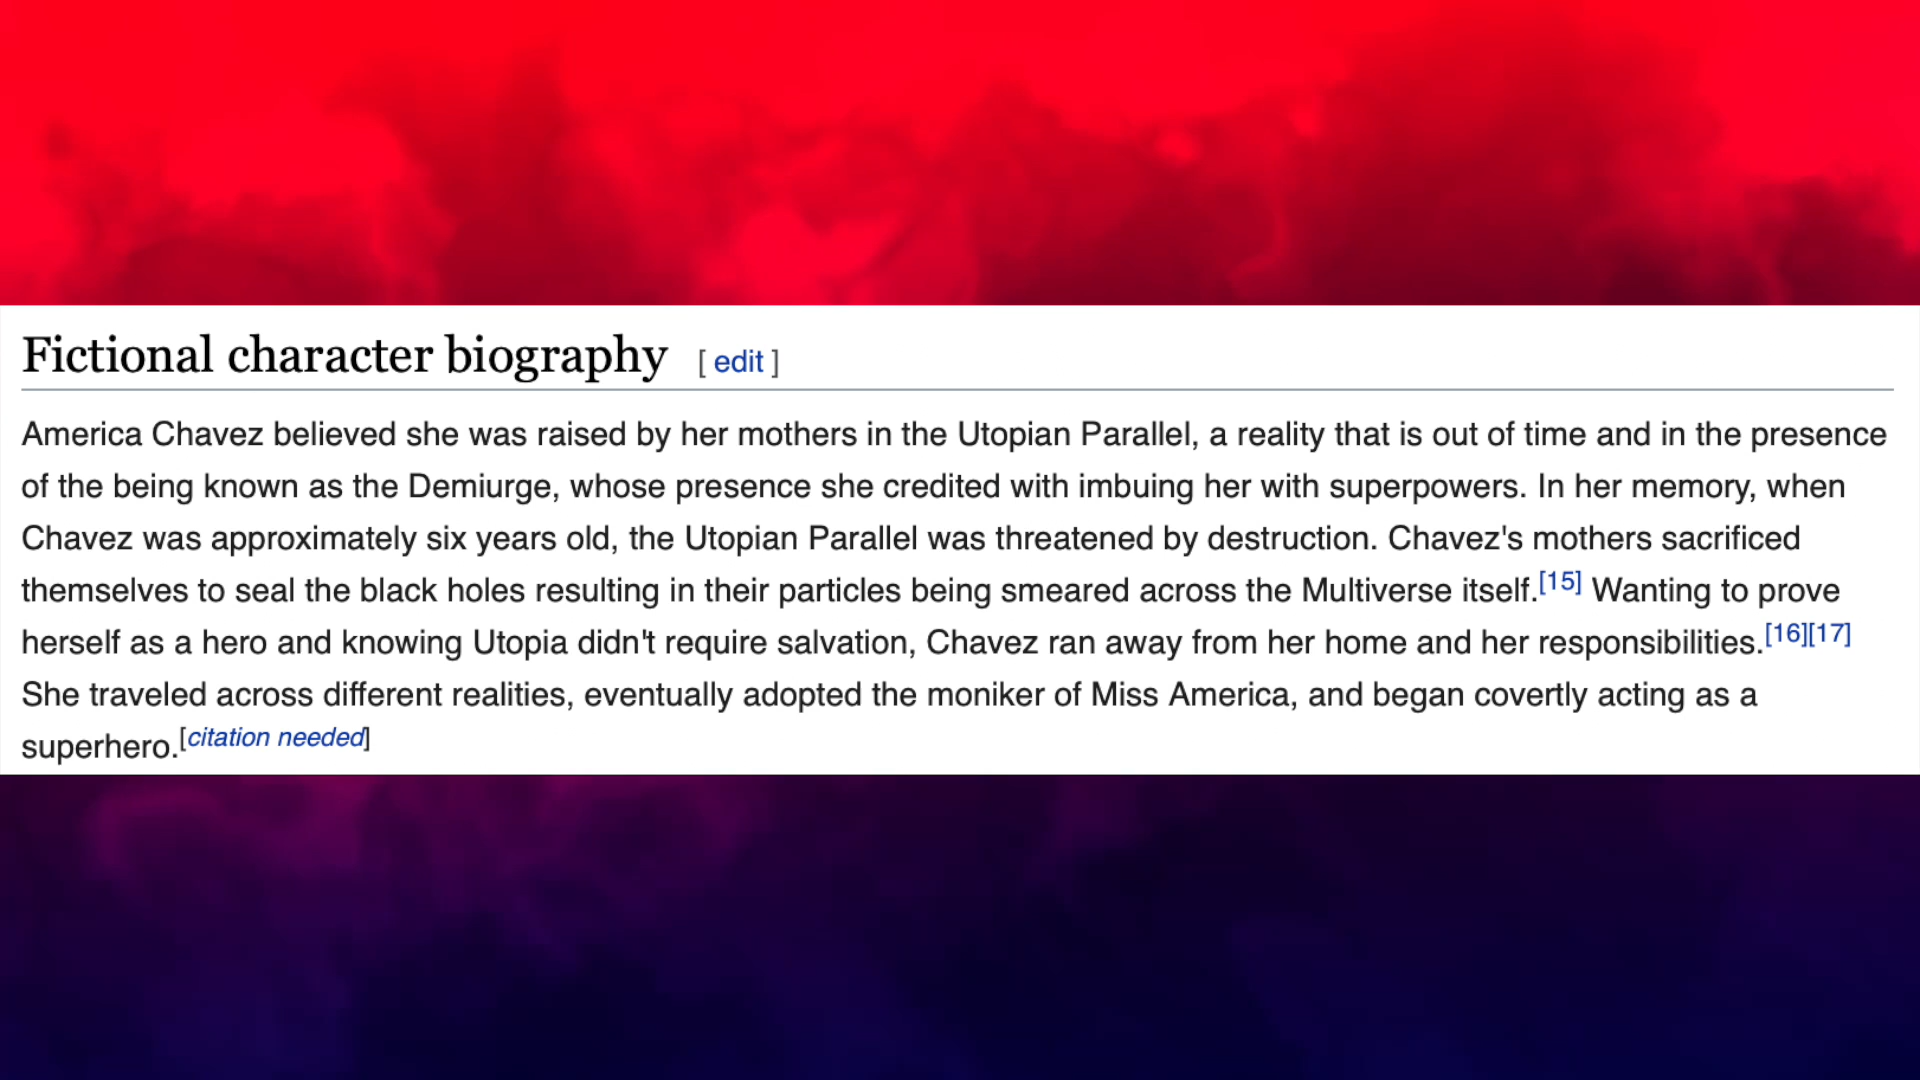 Fictional character biography [ edit ]
America Chavez believed she was raised by her mothers in the Utopian Parallel, a reality that is out of time and in the presence
of the being known as the Demiurge, whose presence she credited with imbuing her with superpowers. In her memory, when
Chavez was approximately six years old, the Utopian Parallel was threatened by destruction. Chavez's mothers sacrificed
themselves to seal the black holes resulting in their particles being smeared across the Multiverse itself.[15] Wanting to prove
herself as a hero and knowing Utopia didn't require salvation, Chavez ran away from her home and her responsibilities.[16][17]
She traveled across different realities, eventually adopted the moniker of Miss America, and began covertly acting as a
superhero.[citation needed]